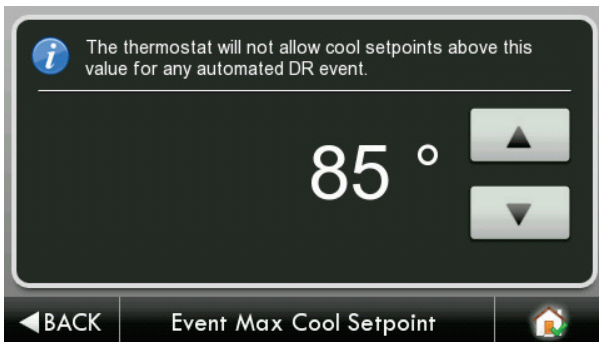 The thermostat will not allow cool setpoints above this
value for any automated DR event.
85 °
BACK
Event Max Cool Setpoint